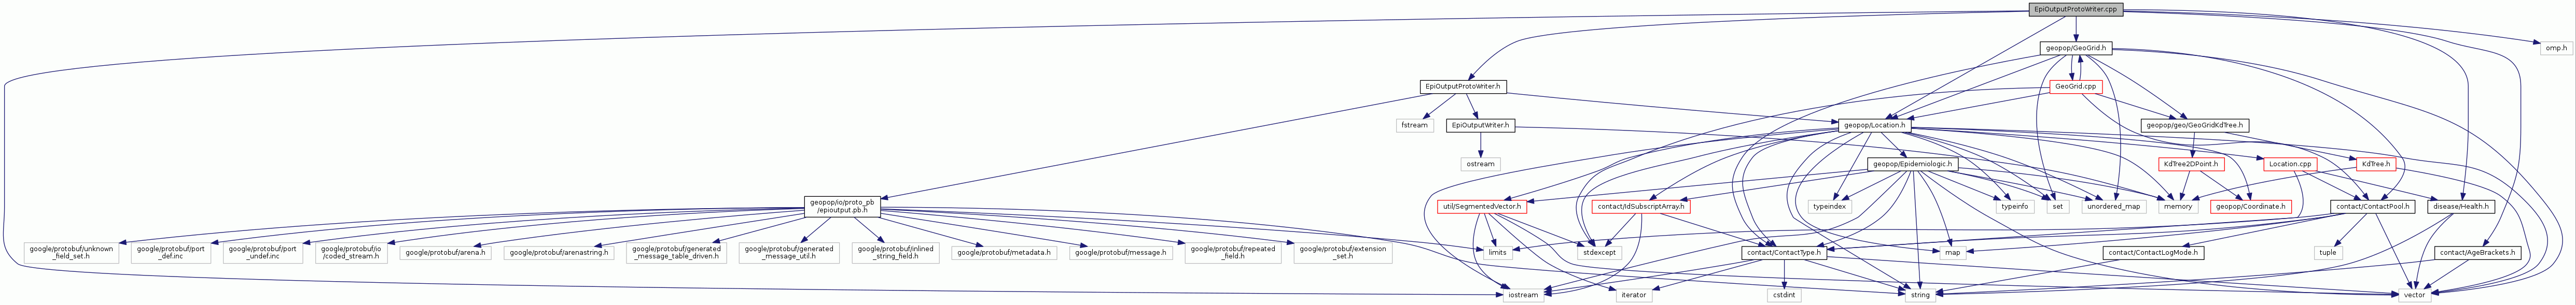 EpiOutputProtoWriter.cpp
geopop/GeoGrid.h
omp.h
EpiOutputProtoWriter.h
GeoGrid.cpp
fstream
EpiOutputWriter.h
geopop/Location.h
geopop/geo/GeoGridKdTree.h
ostream
geopop/Epidemiologic.h
KdTree2DPoint.h
Location.cpp
KdTree.h
geopop/io/proto_pb
/epioutput.pb.h
util/SegmentedVector.h
contact/IdSubscriptArray.h
typeindex
typeinfo
set
unordered_map
memory
geopop/Coordinate.h
contact/ContactPool.h
disease/Health.h
google/protobuf/unknown
_field_set.h
google/protobuf/port
_def.inc
google/protobuf/port
_undef.inc
google/protobuf/io
/coded_stream.h
google/protobuf/arena.h
google/protobuf/arenastring.h
google/protobuf/generated
_message_table_driven.h
google/protobuf/generated
_message_util.h
google/protobuf/inlined
_string_field.h
google/protobuf/metadata.h
google/protobuf/message.h
google/protobuf/repeated
_field.h
google/protobuf/extension
_set.h
limits
stdexcept
contact/ContactType.h
map
contact/ContactLogMode.h
tuple
contact/AgeBrackets.h
iostream
iterator
cstdint
string
vector